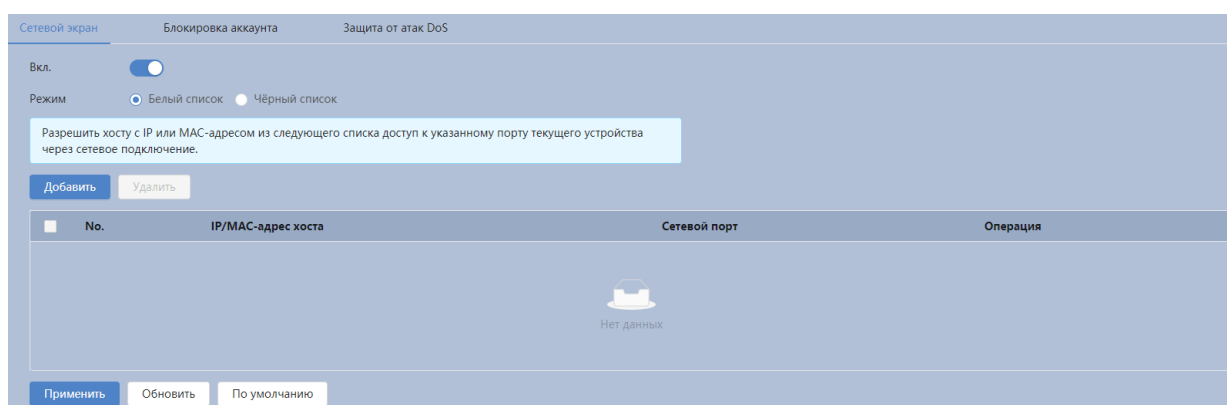 Сетевой экран Блокировка аккаунта Защита от атак DoS
Вкл.
Режим Белый список Чёрный список
Разрешить хосту с IP или MAC-адресом из следующего списка доступ к указанному порту текущего устройства
через сетевое подключение.
Добавить Удалить
No. IP/MAC-адрес хоста Сетевой порт Операция
Нет данных
Применить Обновить По умолчанию